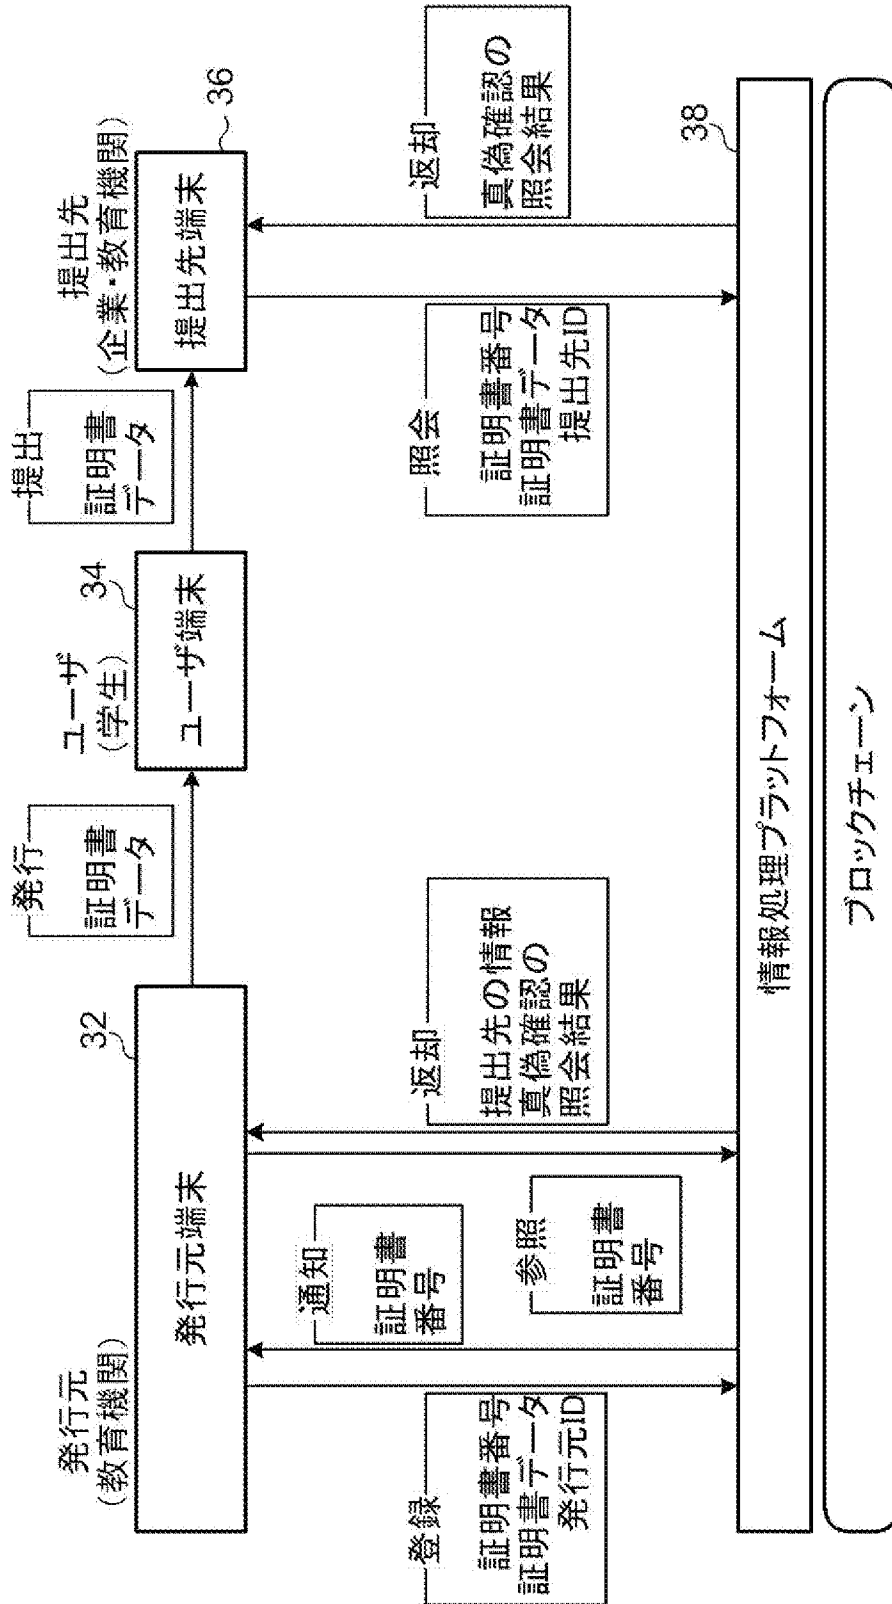 発行元
(教育機関)
発行元端末
32
発行
証明書
データ
ユーザ
(学生)
ユーザ端末
34
提出
証明書
データ
提出先
(企業・教育機関)
提出先端末
36
登録
証明書番号
証明書データ
発行元ID
通知
証明書
番号
参照
証明書
番号
返却
提出先の情報
真偽確認の
照会結果
照会
証明書番号
証明書データ
提出先ID
返却
真偽確認の
照会結果
38
情報処理プラットフォーム
ブロックチェーン